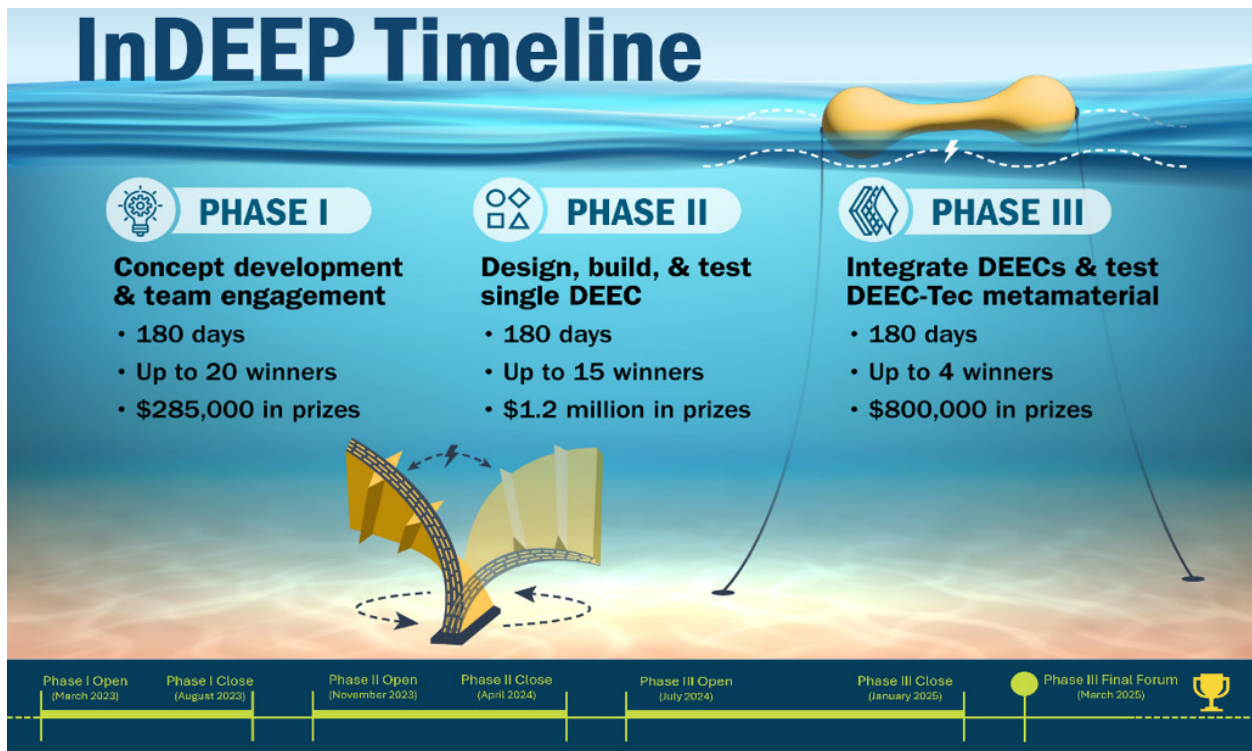 InDEEP Timeline
PHASE I
Concept development
& team engagement
• 180 days
• Up to 20 winners
• $285,000 in prizes
PHASE II
Design, build, & test
single DEEC
• 180 days
• Up to 15 winners
• $1.2 million in prizes
PHASE III
Integrate DEECs & test
DEEC-Tec metamaterial
• 180 days
• Up to 4 winners
• $800,000 in prizes
Phase I Open
(March 2023)
Phase I Close
(August 2023)
Phase II Open
(November 2023)
Phase II Close
(April 2024)
Phase III Open
(July 2024)
Phase III Close
(January 2025)
Phase III Final Forum
(March 2025)